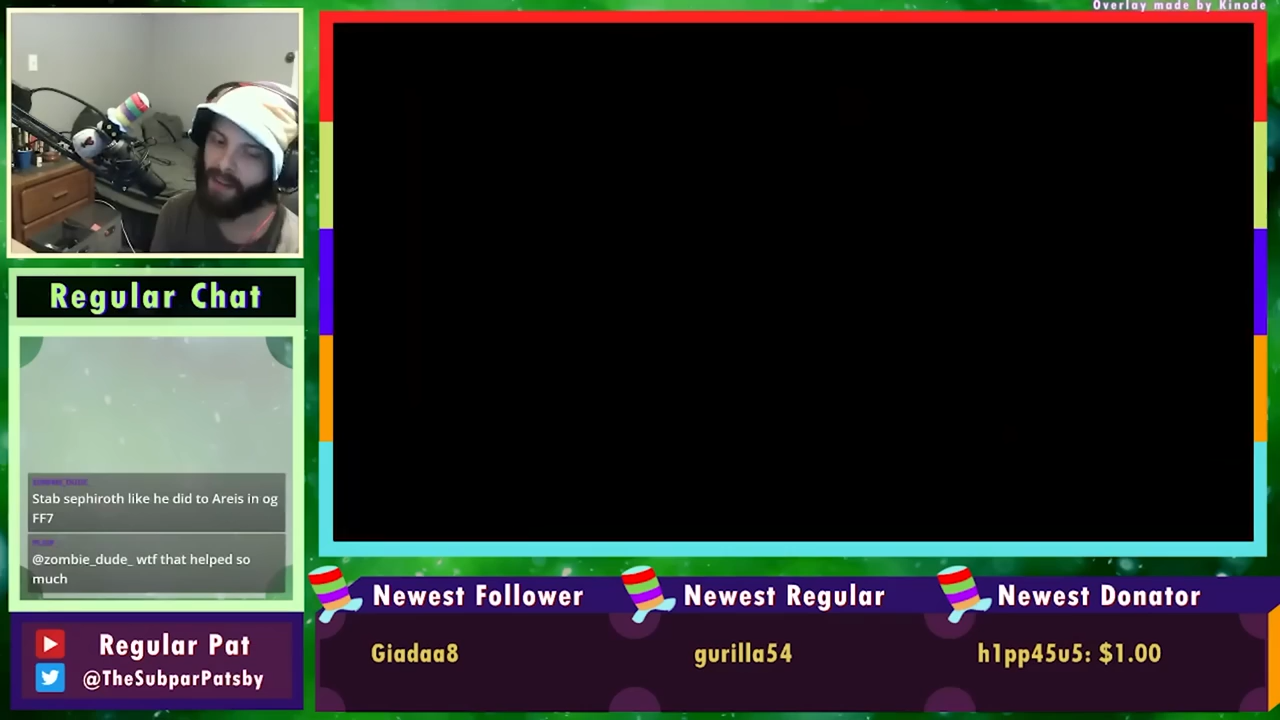 Overlay made by Kinode
Regular Chat
Stab sephiroth like he did to Areis in og
FF7
@zombie_dude_ wtf that helped so
much
Regular Pat
@TheSubparPatsby
Newest Follower
Giadaa8
Newest Regular
gurilla54
Newest Donator
h1pp45u5: $1.00